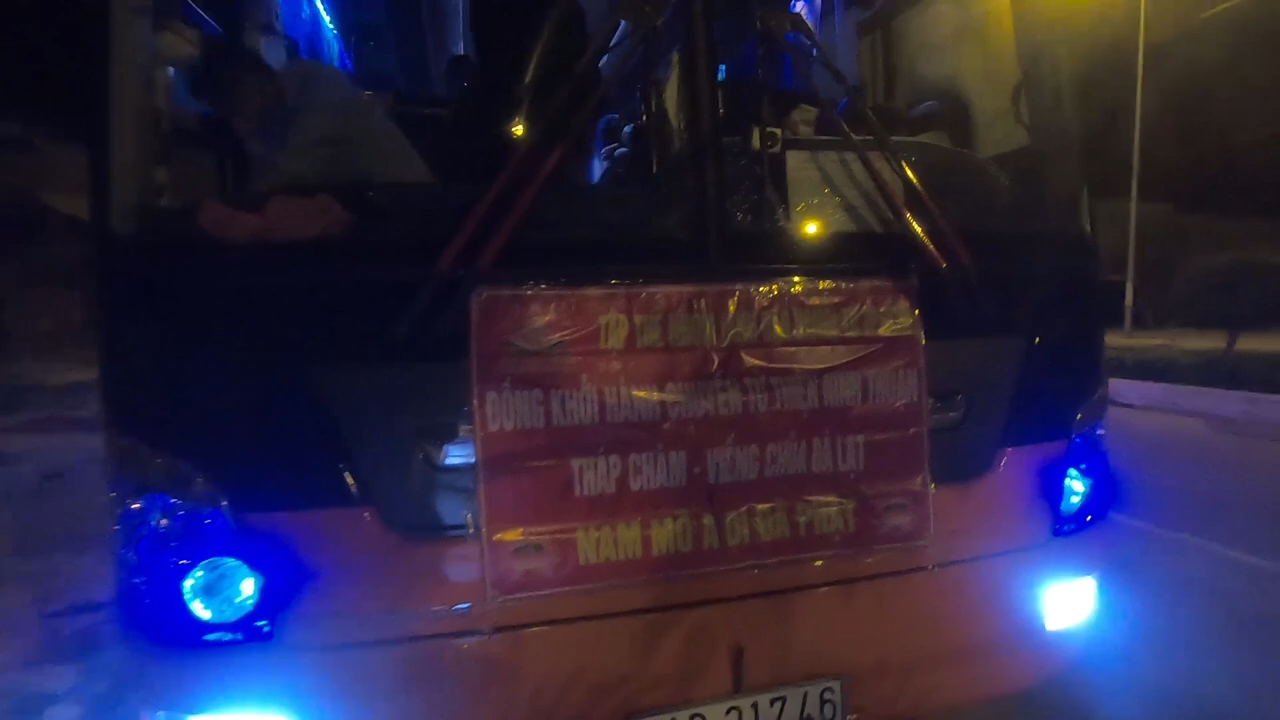 TẬP THỂ
ĐỒNG KHỞI HÀNH CHUYẾN TỪ THIỆN NINH THUẬN
THÁP CHÀM - VIẾNG CHÙA ĐÀ LẠT
NAM MÔ A DI ĐÀ PHẬT
21746